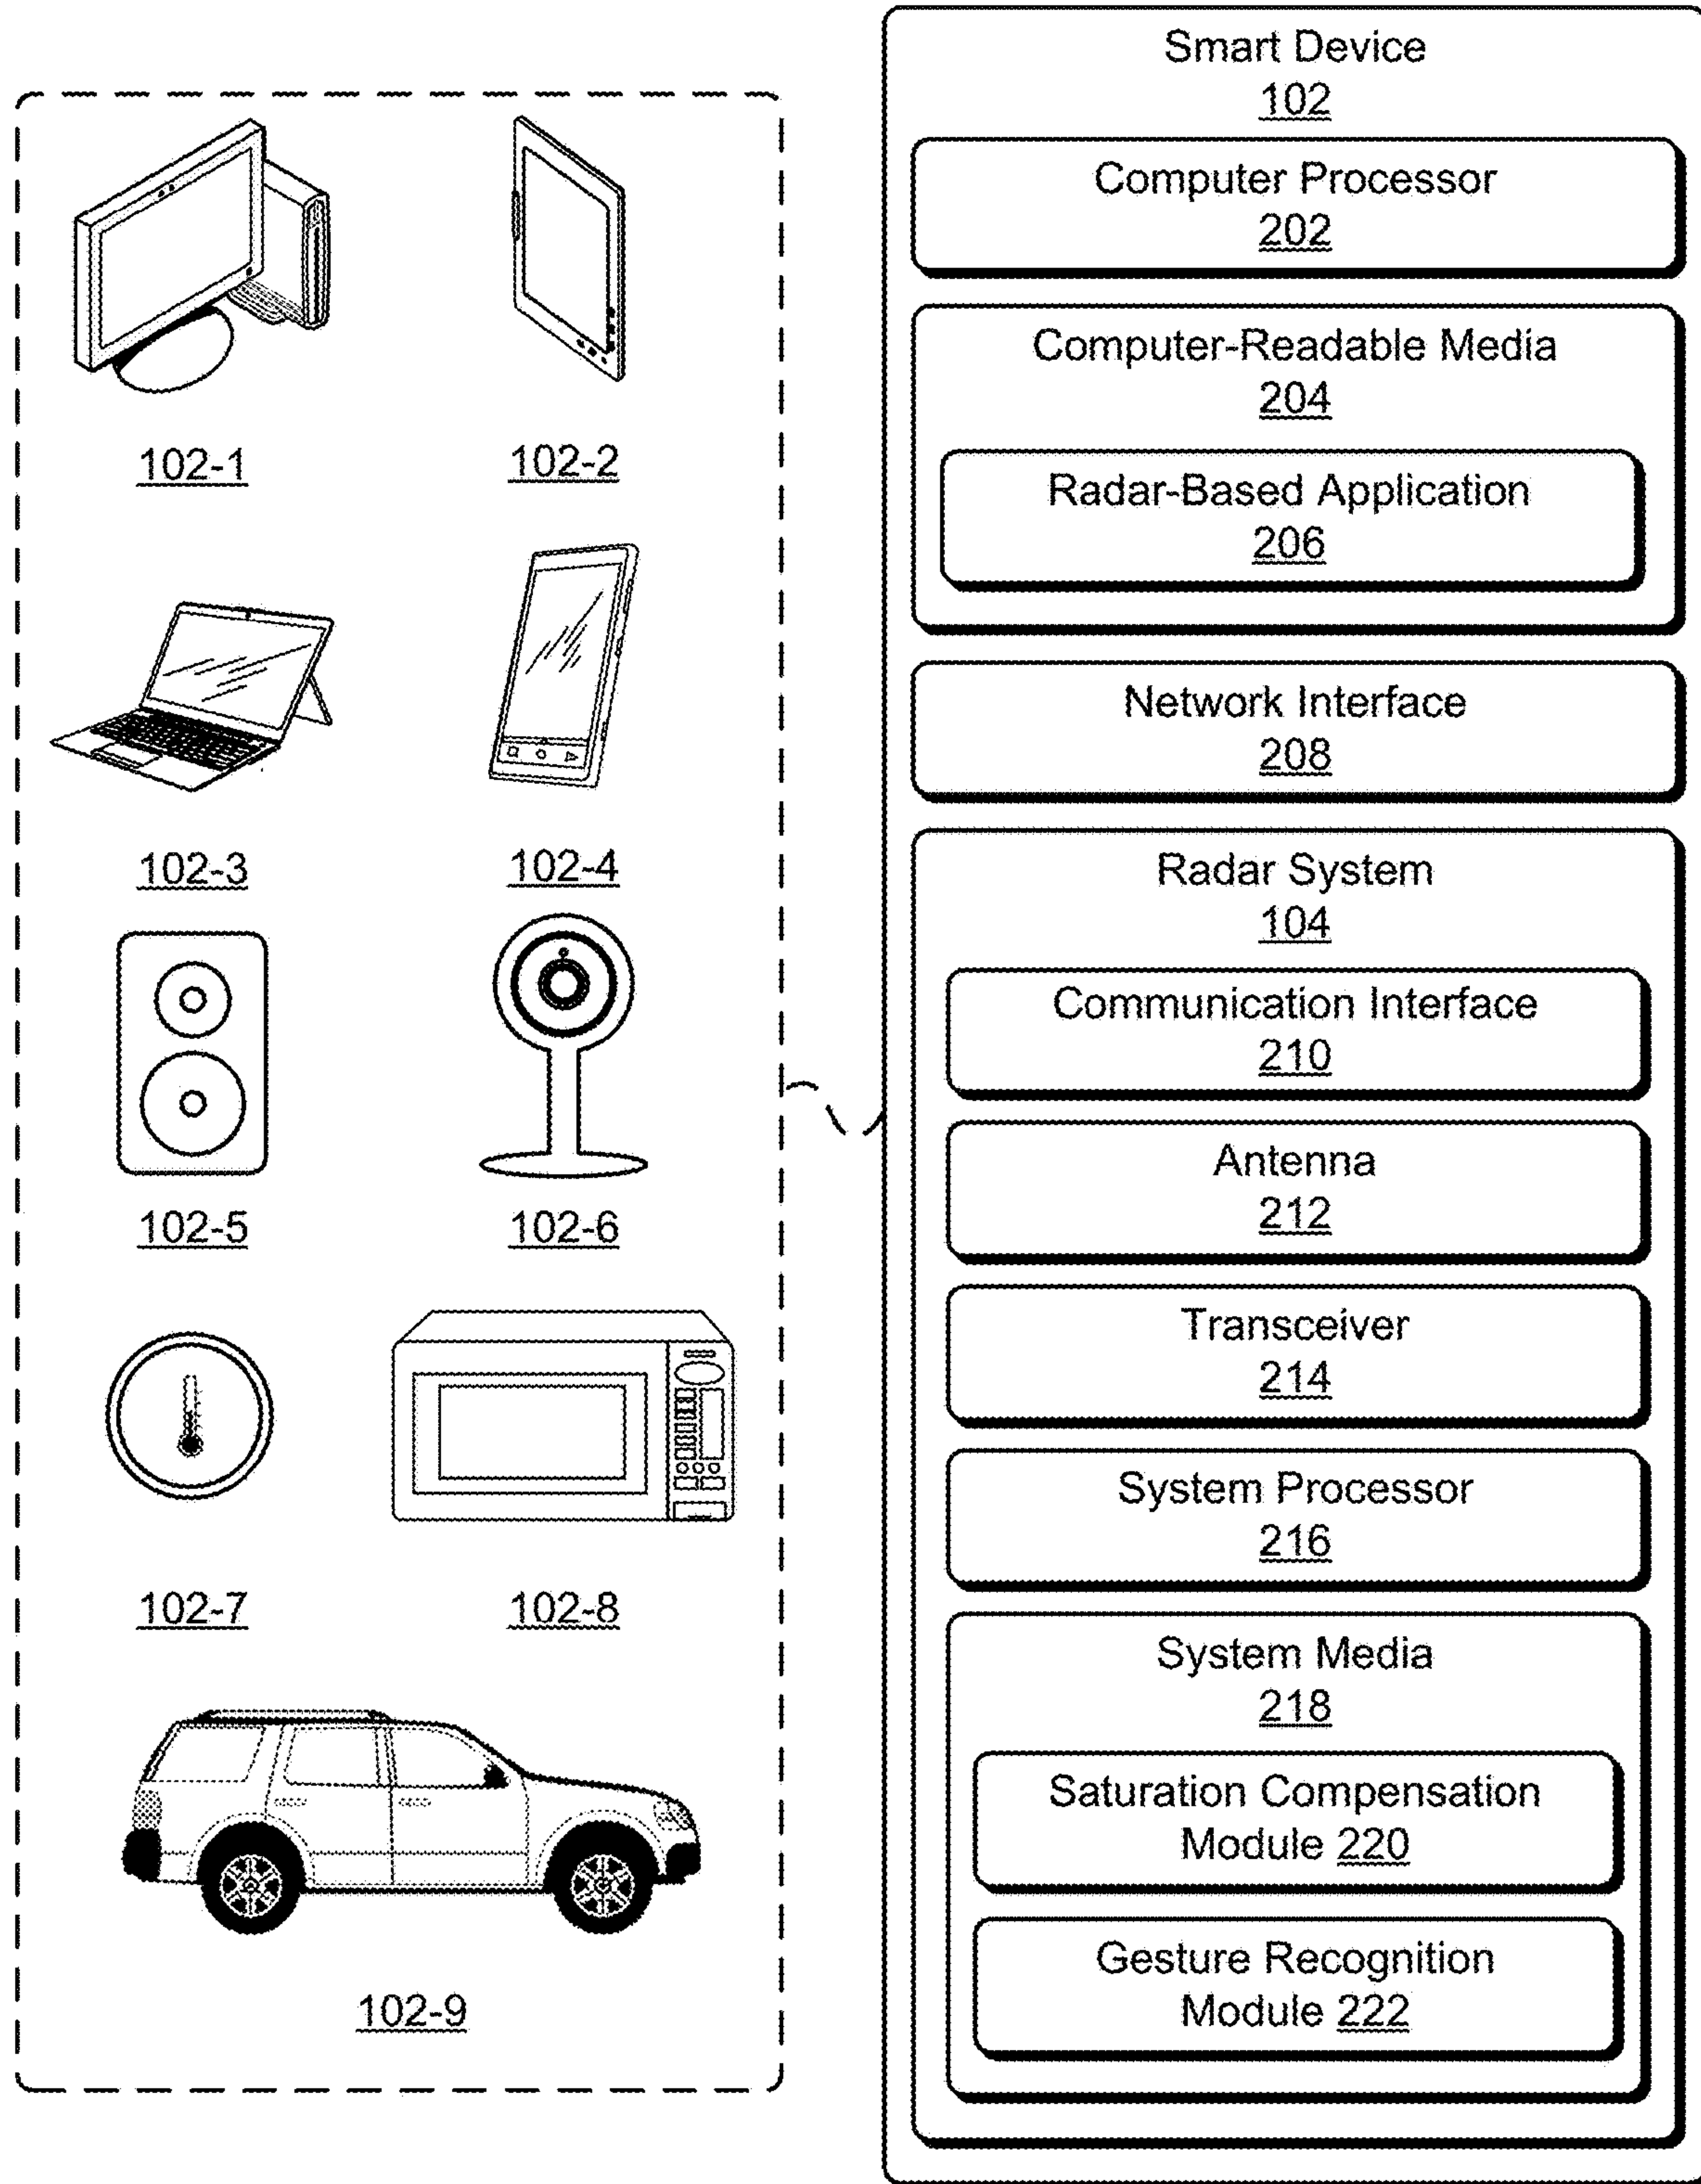 102-1
102-2
102-3
102-4
102-5
102-6
102-7
102-8
102-9
Smart Device
102
Computer Processor
202
Computer-Readable Media
204
Radar-Based Application
206
Network Interface
208
Radar System
104
Communication Interface
210
Antenna
212
Transceiver
214
System Processor
216
System Media
218
Saturation Compensation
Module 220
Gesture Recognition
Module 222